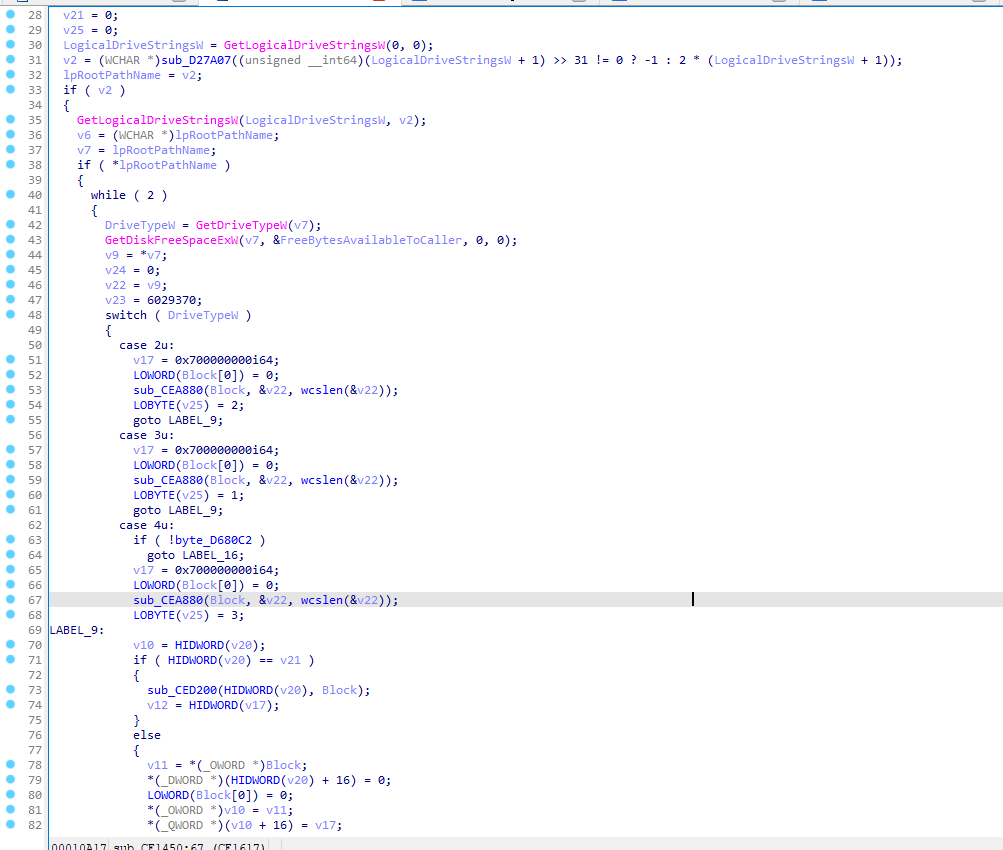 28 v21 = 0;
29 v25 = 0;
30 LogicalDriveStringsW = GetLogicalDriveStringsW(0, 0);
31 v2 = (WCHAR *)sub_D27A07((unsigned __int64)(LogicalDriveStringsW + 1) >> 31 != 0 ? -1 : 2 * (LogicalDriveStringsW + 1));
32 lpRootPathName = v2;
33 if ( v2 )
34 {
35 GetLogicalDriveStringsW(LogicalDriveStringsW, v2);
36 v6 = (WCHAR *)lpRootPathName;
37 v7 = lpRootPathName;
38 if ( *lpRootPathName )
39 {
40 while ( 2 )
41 {
42 DriveTypeW = GetDriveTypeW(v7);
43 GetDiskFreeSpaceExW(v7, &FreeBytesAvailableToCaller, 0, 0);
44 v9 = *v7;
45 v24 = 0;
46 v22 = v9;
47 v23 = 6029370;
48 switch ( DriveTypeW )
49 {
50 case 2u:
51 v17 = 0x700000000i64;
52 LOWORD(Block[0]) = 0;
53 sub_CEA880(Block, &v22, wcslen(&v22));
54 LOBYTE(v25) = 2;
55 goto LABEL_9;
56 case 3u:
57 v17 = 0x700000000i64;
58 LOWORD(Block[0]) = 0;
59 sub_CEA880(Block, &v22, wcslen(&v22));
60 LOBYTE(v25) = 1;
61 goto LABEL_9;
62 case 4u:
63 if ( !byte_D680C2 )
64 goto LABEL_16;
65 v17 = 0x700000000i64;
66 LOWORD(Block[0]) = 0;
67 sub_CEA880(Block, &v22, wcslen(&v22));
68 LOBYTE(v25) = 3;
69 LABEL_9:
70 v10 = HIDWORD(v20);
71 if ( HIDWORD(v20) == v21 )
72 {
73 sub_CED200(HIDWORD(v20), Block);
74 v12 = HIDWORD(v17);
75 }
76 else
77 {
78 v11 = *(_OWORD *)Block;
79 *(_DWORD *)(HIDWORD(v20) + 16) = 0;
80 LOWORD(Block[0]) = 0;
81 *(_OWORD *)v10 = v11;
82 *(_QWORD *)(v10 + 16) = v17;
00010A17 sub_CE1450:67 (CE1617)